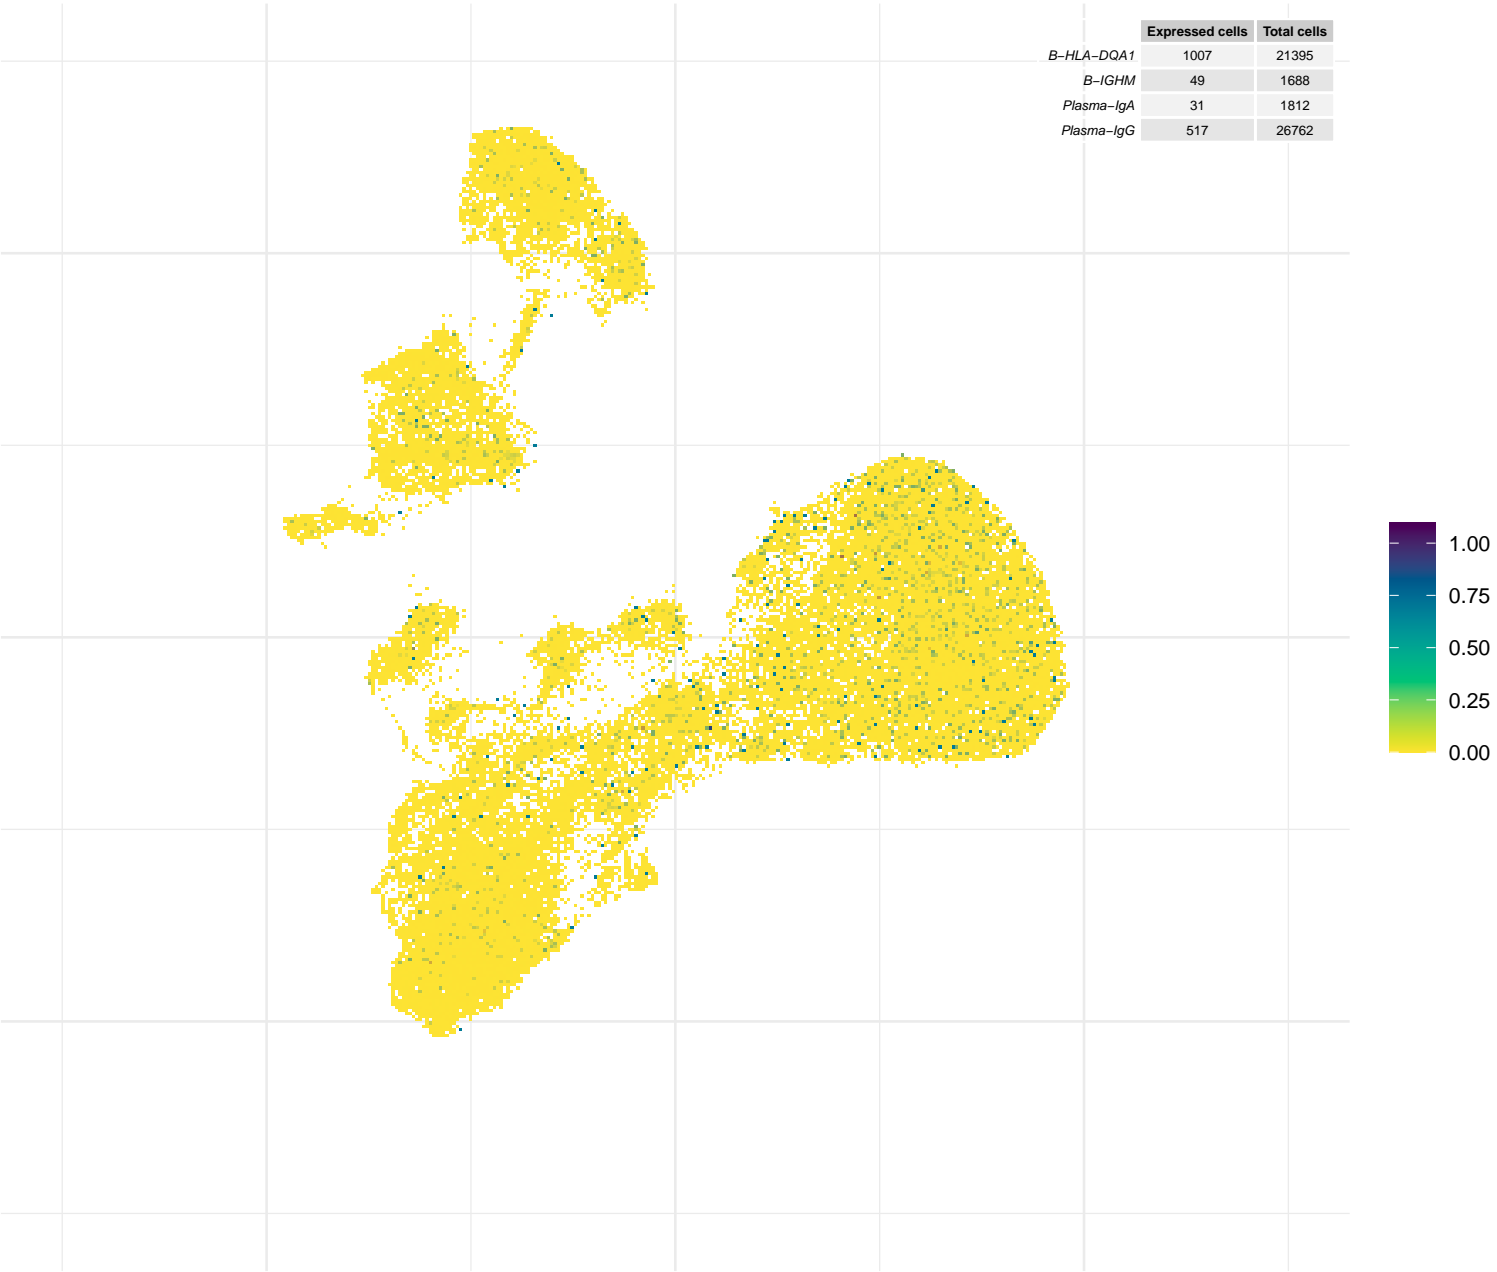 Expressed cells Total cells
B−HLA−DQA1 1007 21395
B−IGHM 49 1688
Plasma−IgA 31 1812
Plasma−IgG 517 26762
1.00
0.75
0.50
0.25
0.00